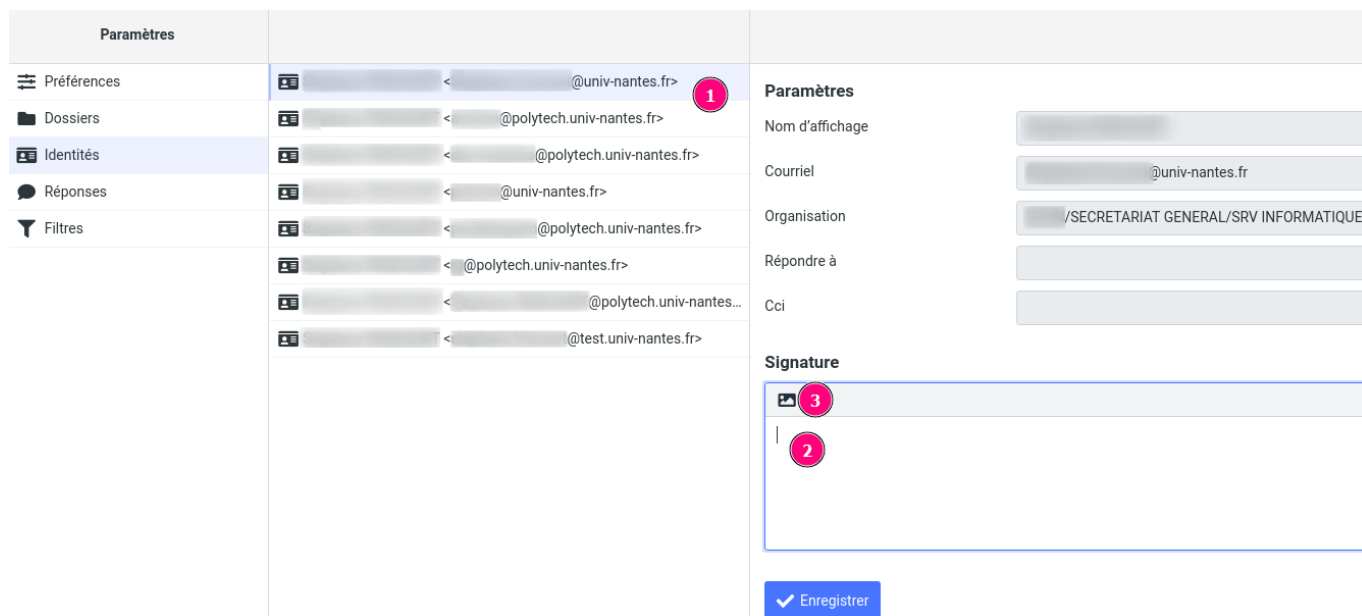 Paramètres
Préférences
Dossiers
Identités
Réponses
Filtres
< @univ-nantes.fr>
1
< @polytech.univ-nantes.fr>
< @polytech.univ-nantes.fr>
< @univ-nantes.fr>
< @polytech.univ-nantes.fr>
< @polytech.univ-nantes.fr>
< @polytech.univ-nantes...
< @test.univ-nantes.fr>
Paramètres
Nom d'affichage
Courriel @univ-nantes.fr
Organisation /SECRETARIAT GENERAL/SRV INFORMATIQUE
Répondre à
Cci
Signature
3
2
Enregistrer